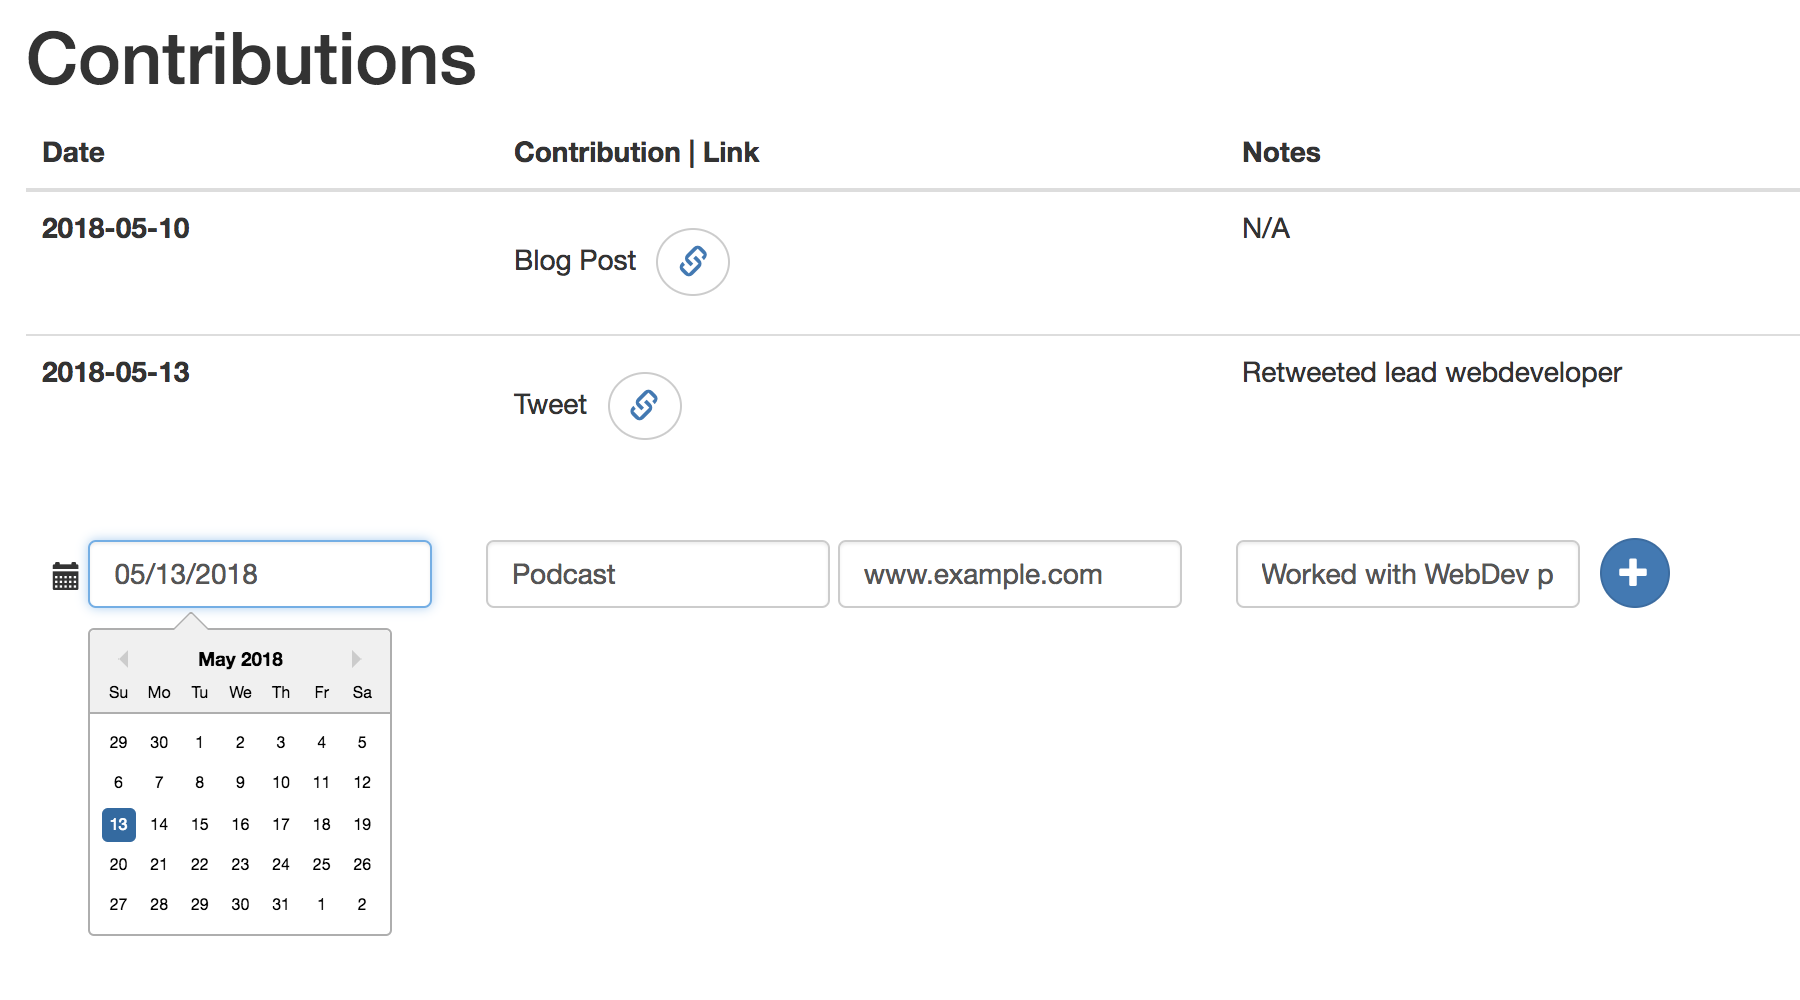 Contributions
Date Contribution | Link Notes
2018-05-10 N/A
Blog Post
2018-05-13 Retweeted lead webdeveloper
Tweet
05/13/2018 Podcast www.example.com Worked with WebDev p
May 2018
Su Mo Tu We Th Fr Sa
29 30 1 2 3 4 5
6 7 8 9 10 11 12
13 14 15 16 17 18 19
20 21 22 23 24 25 26
27 28 29 30 31 1 2